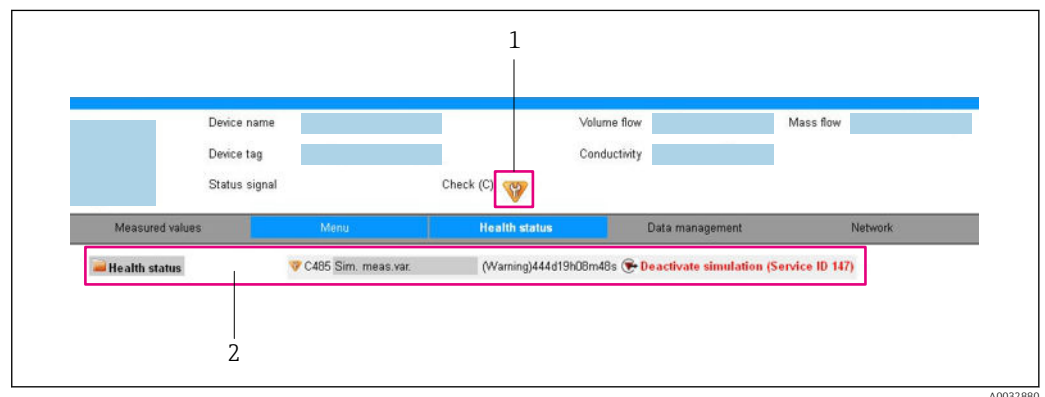 1
Device name Volume flow Mass flow
Device tag Conductivity
Status signal Check (C)
Measured values Menu Health status Data management Network
Health status C485 Sim. meas.var. (Warning)444d19h08m48s Deactivate simulation (Service ID 147)
2
A0032880